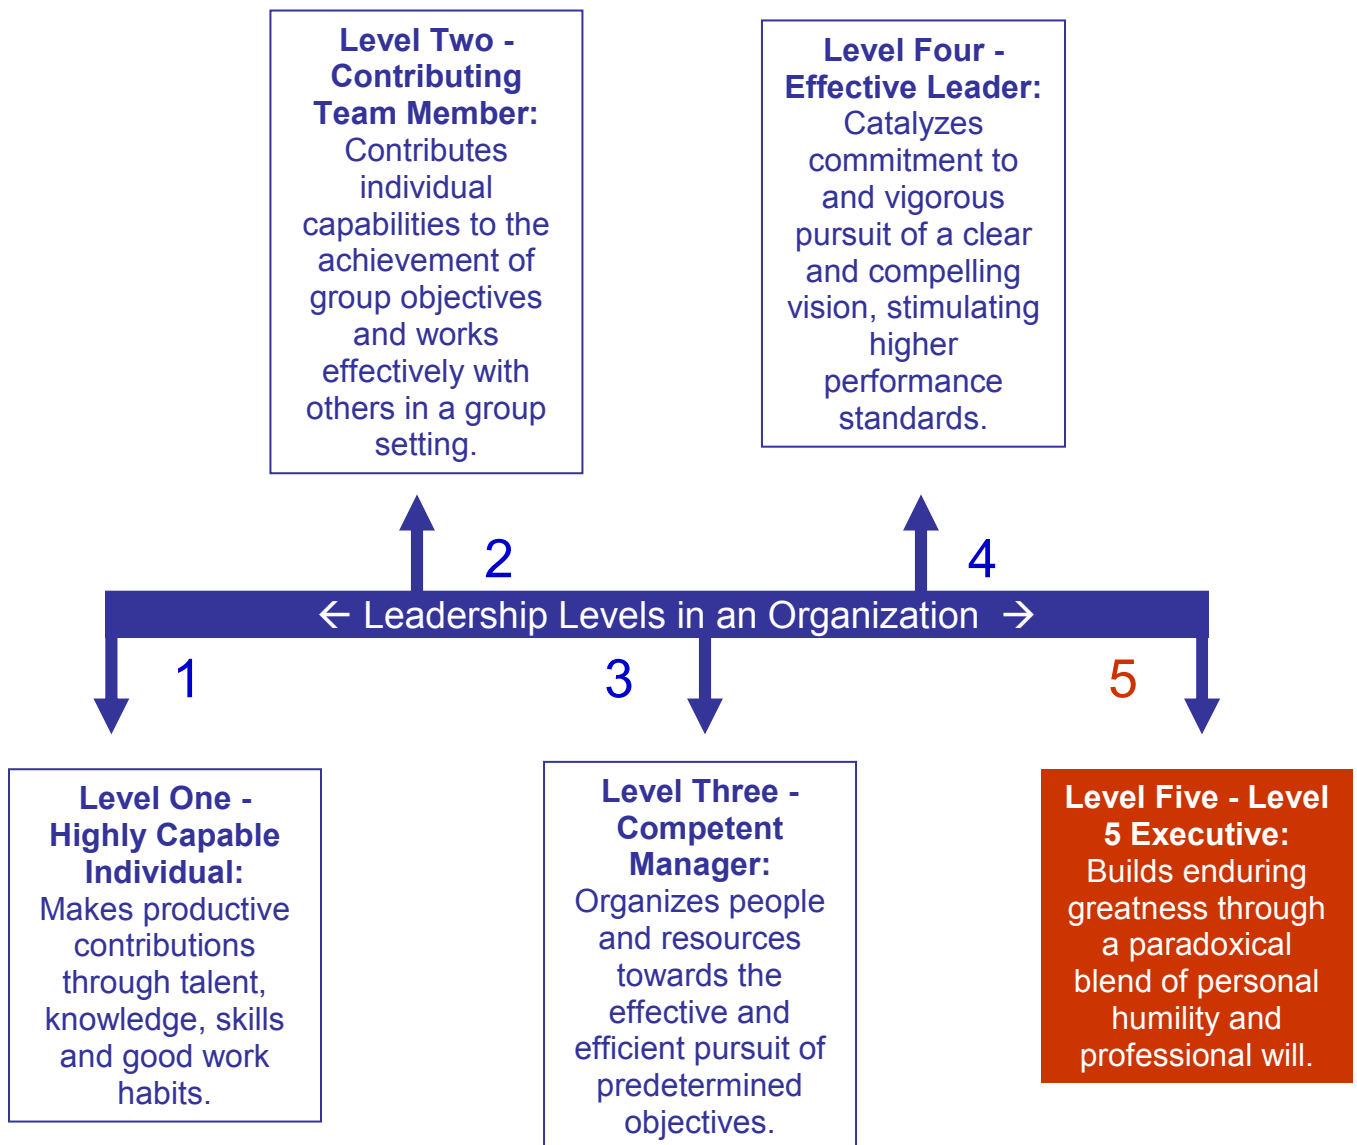 Level Two -
Contributing
Team Member:
Contributes
individual
capabilities to the
achievement of
group objectives
and works
effectively with
others in a group
setting.
Level Four -
Effective Leader:
Catalyzes
commitment to
and vigorous
pursuit of a clear
and compelling
vision, stimulating
higher
performance
standards.
2
4
← Leadership Levels in an Organization →
1
3
5
Level One -
Highly Capable
Individual:
Makes productive
contributions
through talent,
knowledge, skills
and good work
habits.
Level Three -
Competent
Manager:
Organizes people
and resources
towards the
effective and
efficient pursuit of
predetermined
objectives.
Level Five - Level
5 Executive:
Builds enduring
greatness through
a paradoxical
blend of personal
humility and
professional will.